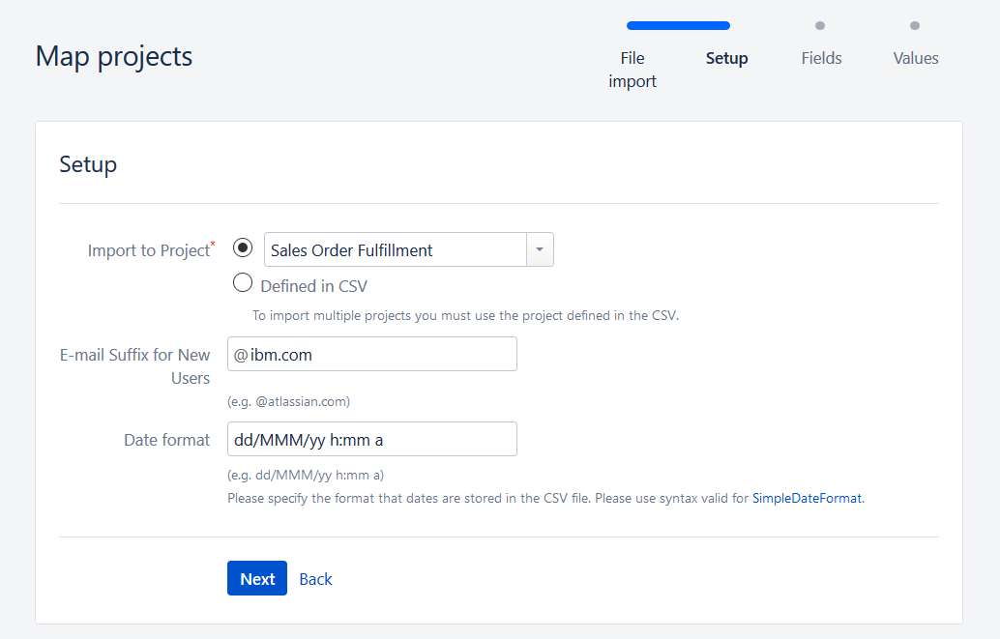 Map projects
File import
Setup
Fields
Values
Setup
Import to Project*
Sales Order Fulfillment
Defined in CSV
To import multiple projects you must use the project defined in the CSV.
E-mail Suffix for New Users
@ibm.com
(e.g. @atlassian.com)
Date format
dd/MMM/yy h:mm a
(e.g. dd/MMM/yy h:mm a)
Please specify the format that dates are stored in the CSV file. Please use syntax valid for SimpleDateFormat.
Next
Back